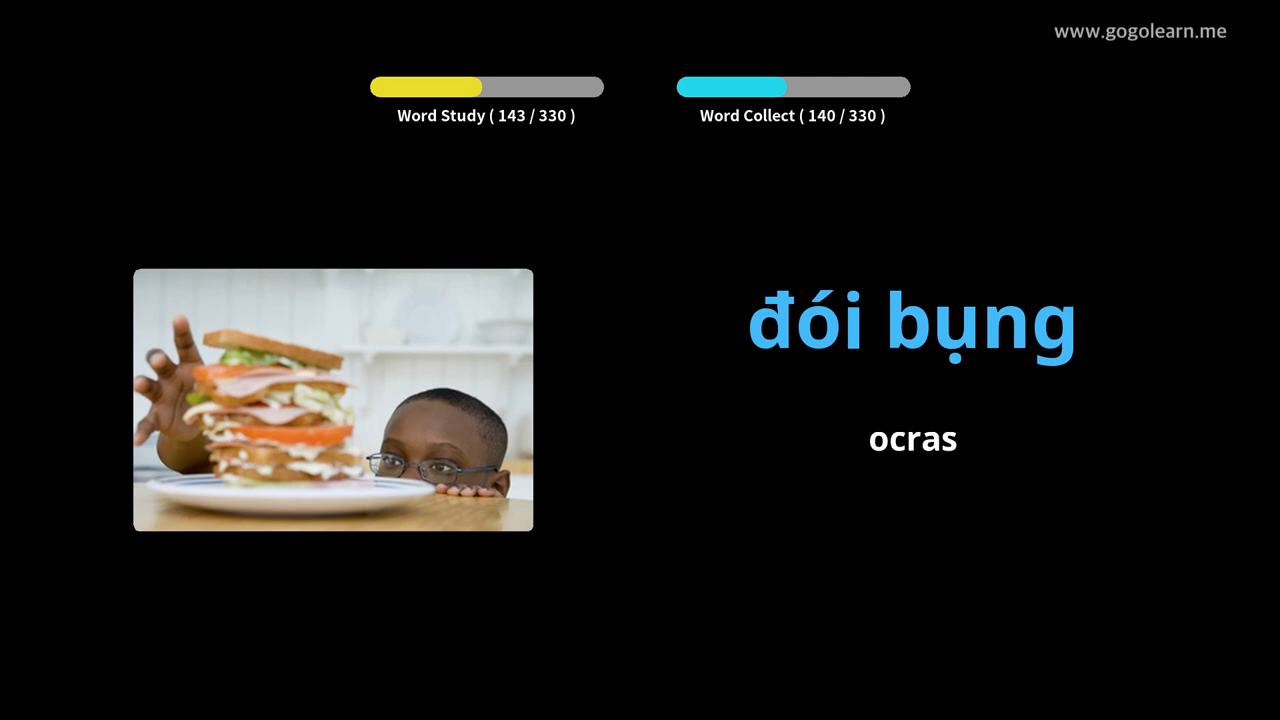 www.gogolearn.me
Word Study ( 143 / 330 )
Word Collect ( 140 / 330 )
đói bụng
ocras